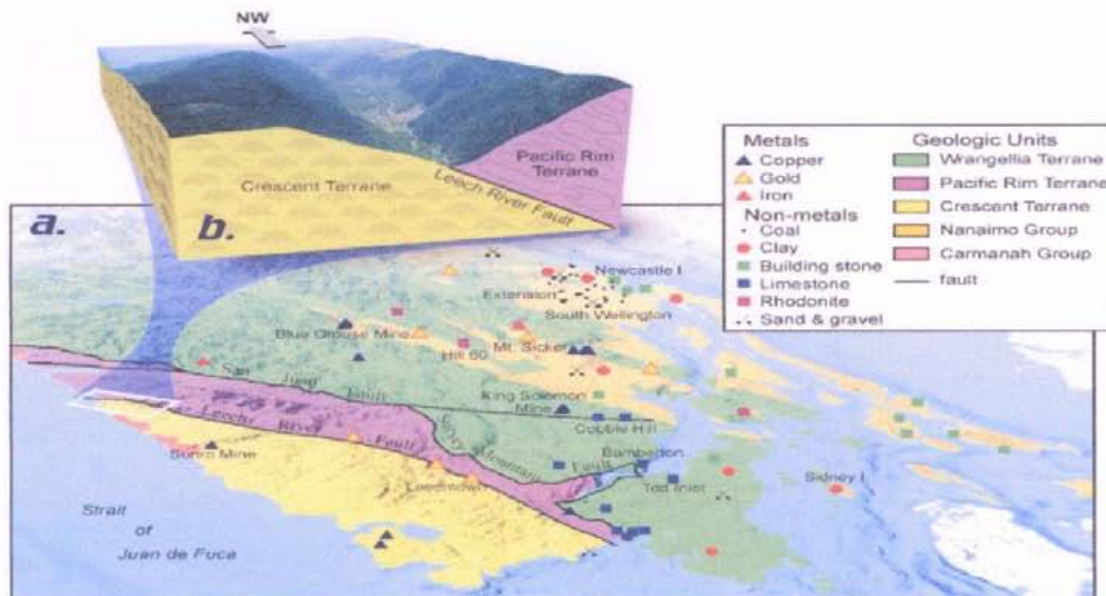 NW
Crescent Terrane
Pacific Rim
Terrane
Leech River Fault
a.
b.
Metals
Copper
Gold
Iron
Non-metals
Coal
Clay
Building stone
Limestone
Rhodonite
Sand & gravel
Geologic Units
Wrangellia Terrane
Pacific Rim Terrane
Crescent Terrane
Nanaimo Group
Carmanah Group
fault
Newcastle I
Extension
South Wellington
Blue Grouse Mine
Hill 60
Mt. Sicker
San Juan Fault
King Solomon
Mine
Cobble Hill
Leech River Fault
Survey Mountain Fault
Sunro Mine
Bamberton
Leechtown
Tod Inlet
Sidney I
Strait
of
Juan de Fuca